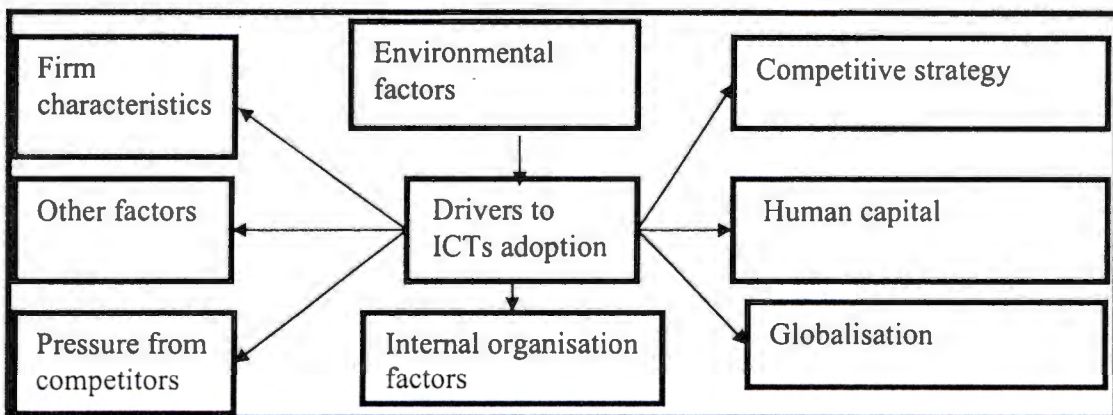 Firm
characteristics
Environmental
factors
Competitive strategy
Other factors
Drivers to
ICTs adoption
Human capital
Pressure from
competitors
Internal organisation
factors
Globalisation